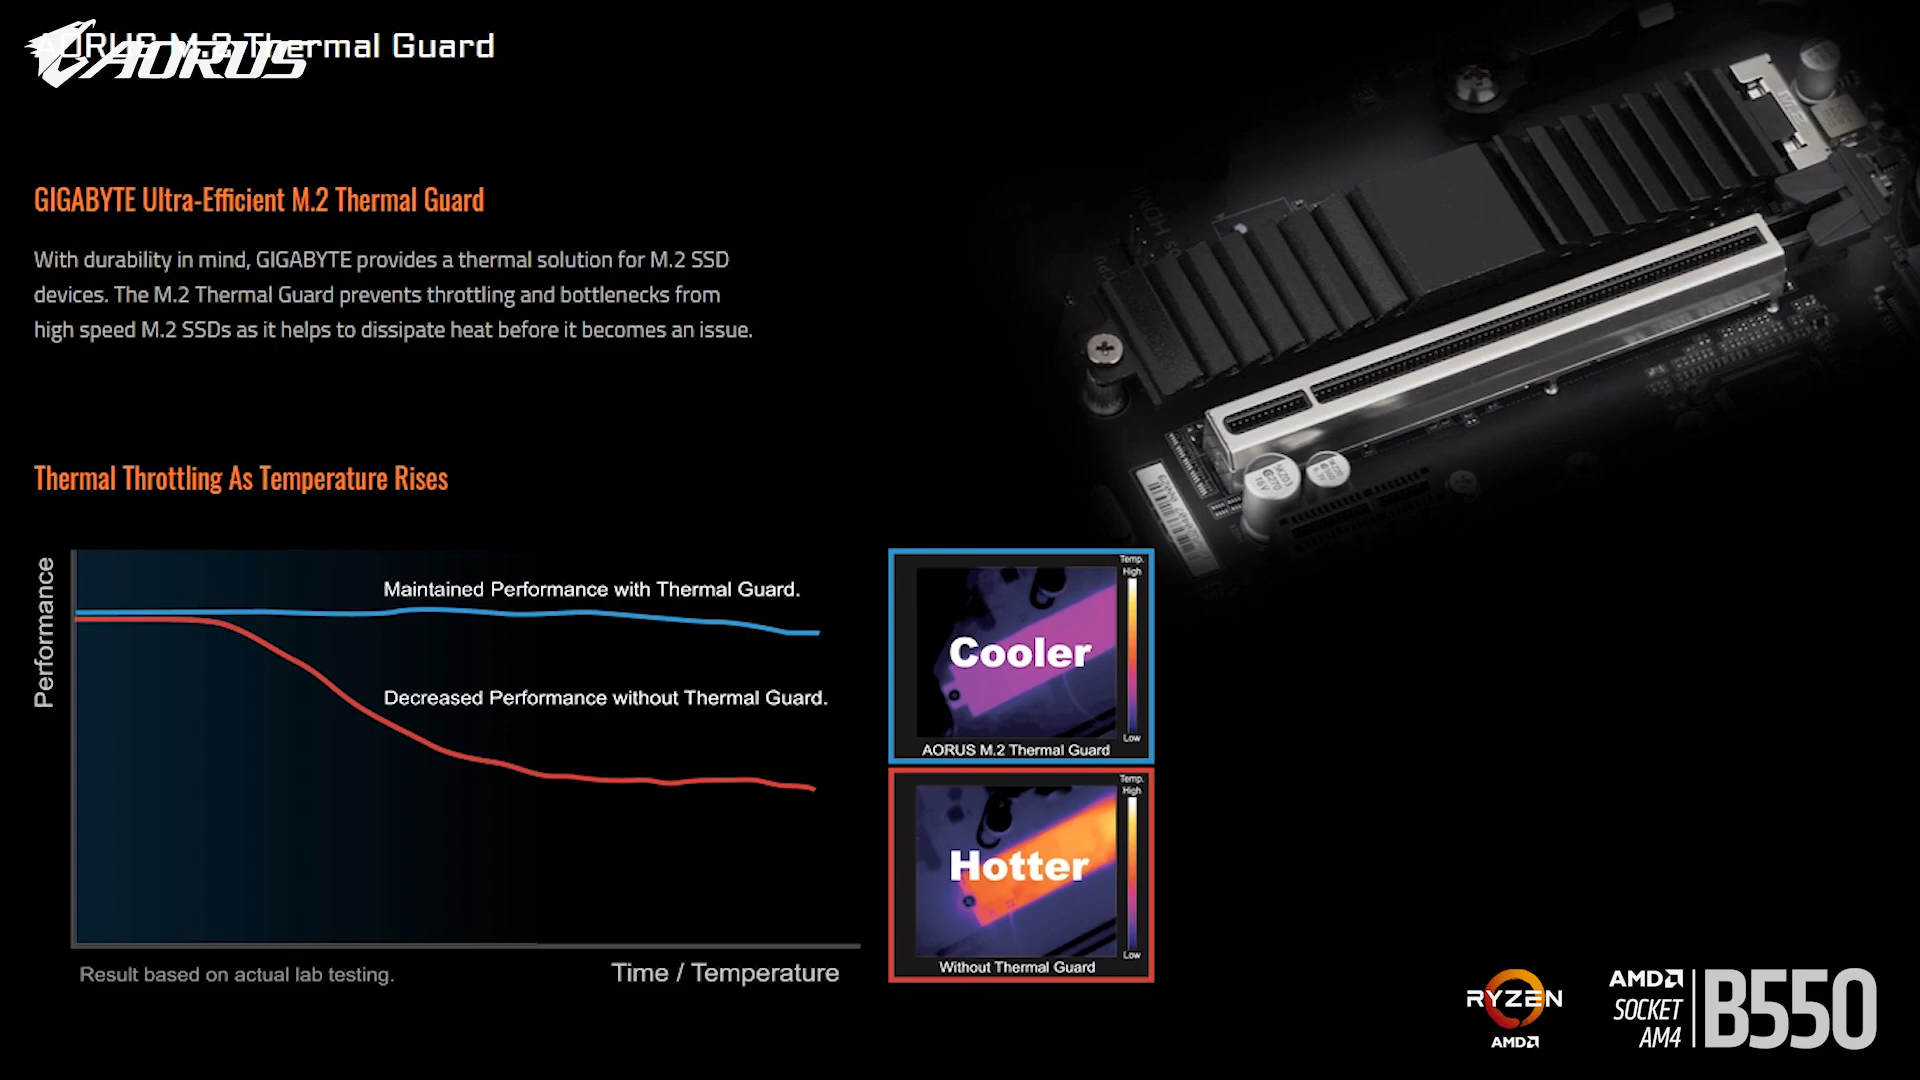 AORUS M.2 Thermal Guard
AORUS
GIGABYTE Ultra-Efficient M.2 Thermal Guard
With durability in mind, GIGABYTE provides a thermal solution for M.2 SSD
devices. The M.2 Thermal Guard prevents throttling and bottlenecks from
high speed M.2 SSDs as it helps to dissipate heat before it becomes an issue.
Thermal Throttling As Temperature Rises
Performance
Maintained Performance with Thermal Guard.
Decreased Performance without Thermal Guard.
Result based on actual lab testing.
Time / Temperature
Temp.
High
Cooler
Low
AORUS M.2 Thermal Guard
Temp.
High
Hotter
Low
Without Thermal Guard
270
16V
RYZEN
AMD
AMD
SOCKET
AM4
B550